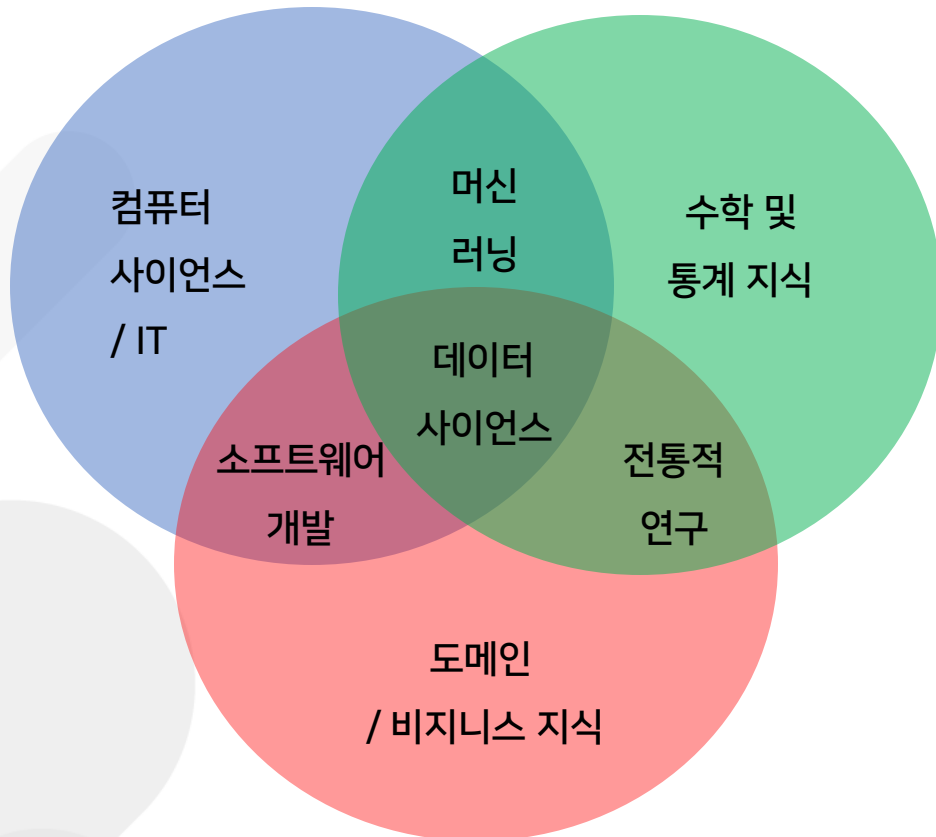 컴퓨터
사이언스
/ IT
머신
러닝
수학 및
통계 지식
데이터
사이언스
소프트웨어
개발
전통적
연구
도메인
/ 비지니스 지식